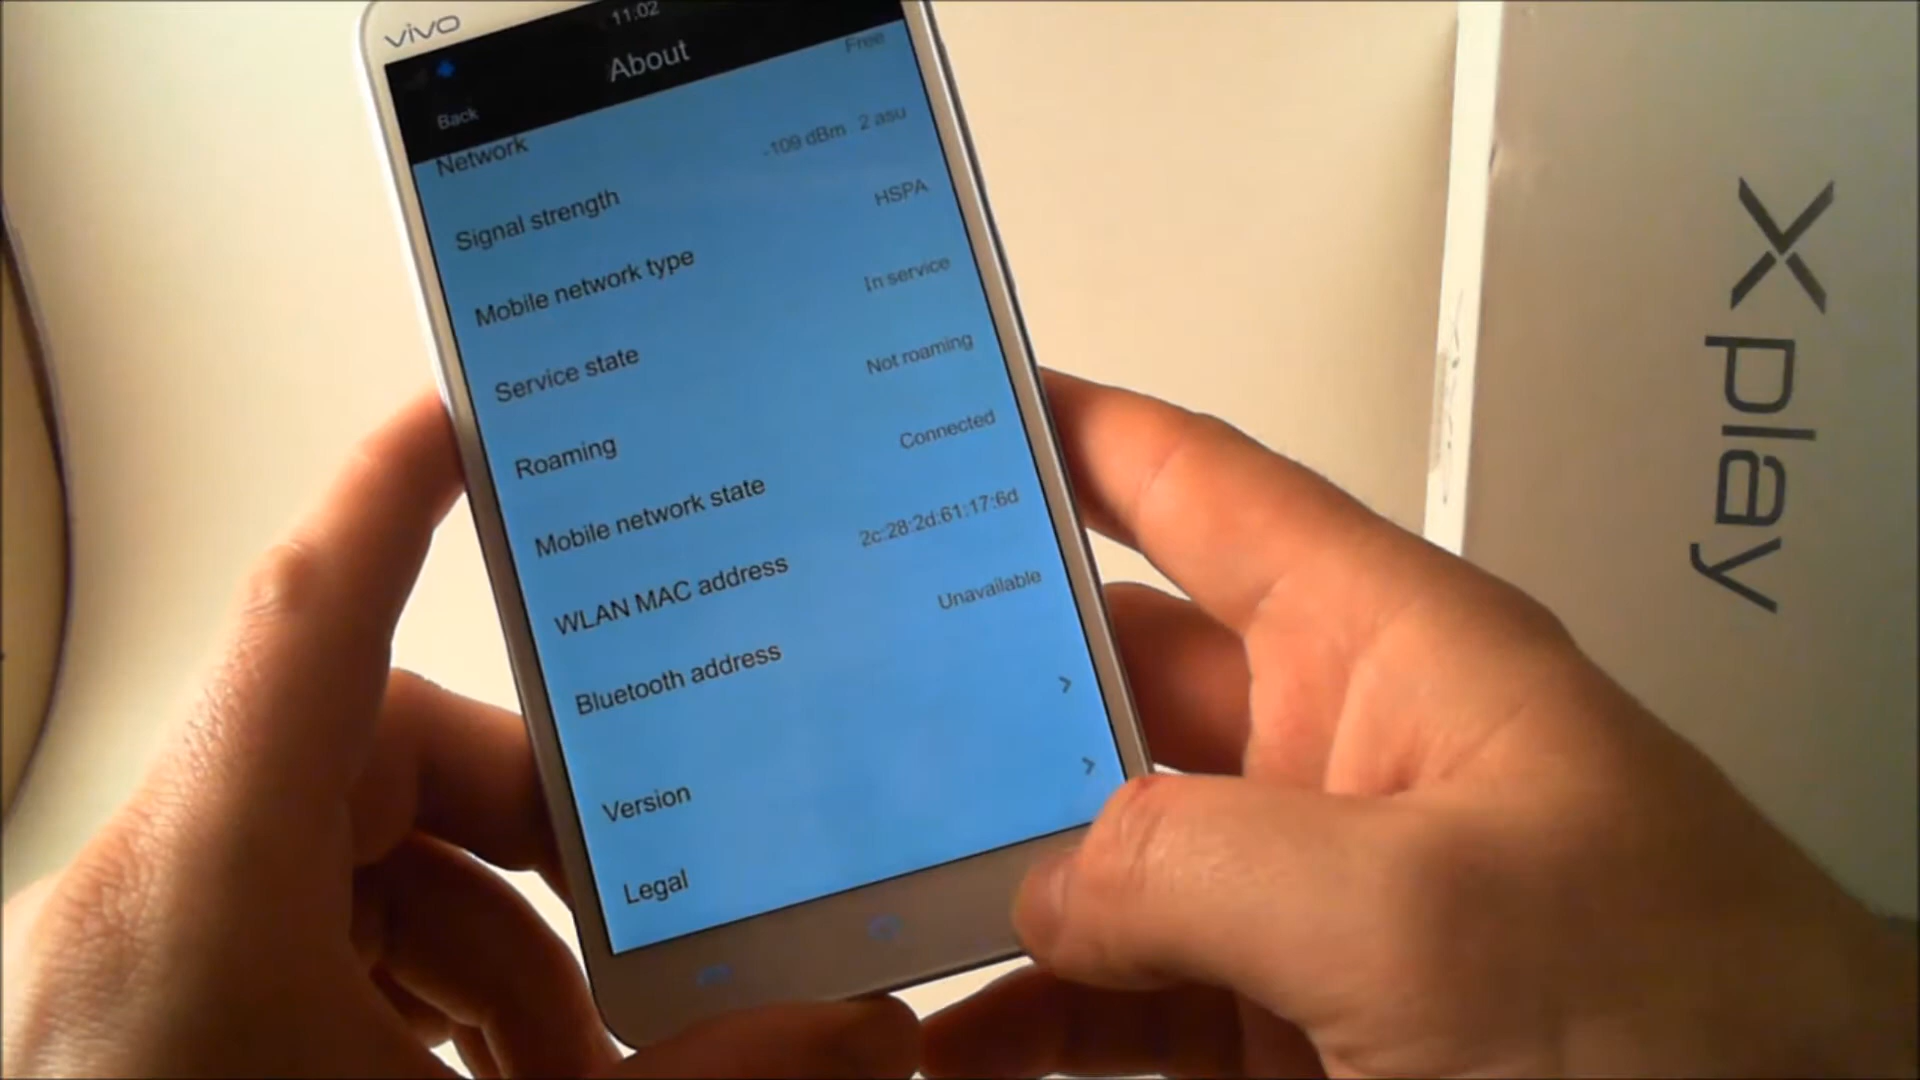 vivo
11:02
About
Back
Free
Network
-109 dBm 2 asu
Signal strength
HSPA
Mobile network type
In service
Service state
Not roaming
Roaming
Connected
Mobile network state
2c:28:2d:61:17:6d
WLAN MAC address
Unavailable
Bluetooth address
Version
Legal
Xplay